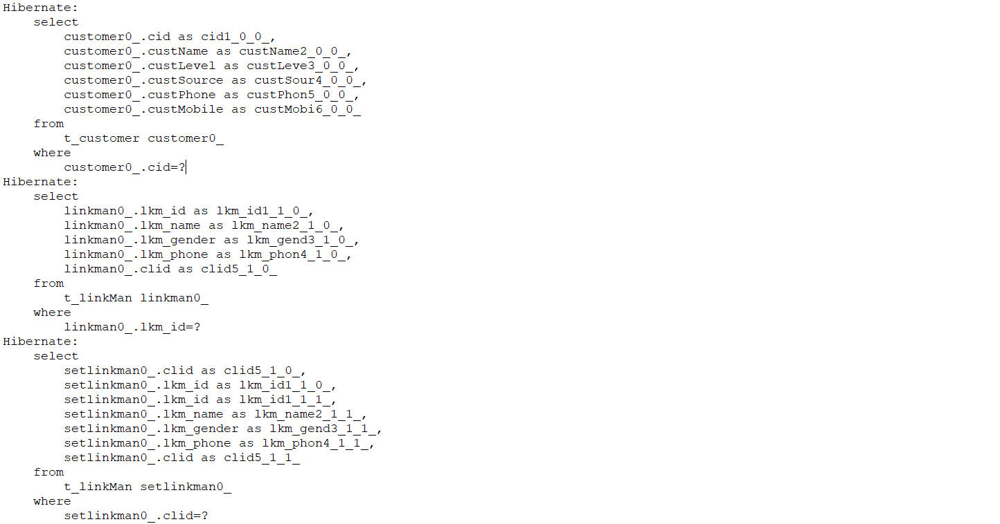 Hibernate:
    select
        customer0_.cid as cid1_0_0_,
        customer0_.custName as custName2_0_0_,
        customer0_.custLevel as custLeve3_0_0_,
        customer0_.custSource as custSour4_0_0_,
        customer0_.custPhone as custPhon5_0_0_,
        customer0_.custMobile as custMobi6_0_0_
    from
        t_customer customer0_
    where
        customer0_.cid=?
Hibernate:
    select
        linkman0_.lkm_id as lkm_id1_1_0_,
        linkman0_.lkm_name as lkm_name2_1_0_,
        linkman0_.lkm_gender as lkm_gend3_1_0_,
        linkman0_.lkm_phone as lkm_phon4_1_0_,
        linkman0_.clid as clid5_1_0_
    from
        t_linkMan linkman0_
    where
        linkman0_.lkm_id=?
Hibernate:
    select
        setlinkman0_.clid as clid5_1_0_,
        setlinkman0_.lkm_id as lkm_id1_1_0_,
        setlinkman0_.lkm_id as lkm_id1_1_1_,
        setlinkman0_.lkm_name as lkm_name2_1_1_,
        setlinkman0_.lkm_gender as lkm_gend3_1_1_,
        setlinkman0_.lkm_phone as lkm_phon4_1_1_,
        setlinkman0_.clid as clid5_1_1_
    from
        t_linkMan setlinkman0_
    where
        setlinkman0_.clid=?